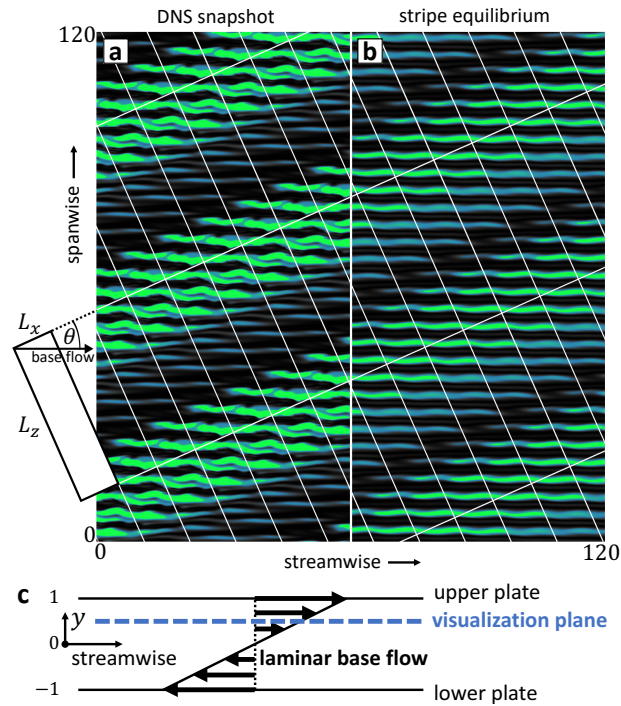 DNS snapshot stripe equilibrium
120
a b
spanwise
L_x
θ
base flow
L_z
0
0 streamwise 120
c
1 upper plate
y visualization plane
0
streamwise laminar base flow
−1 lower plate